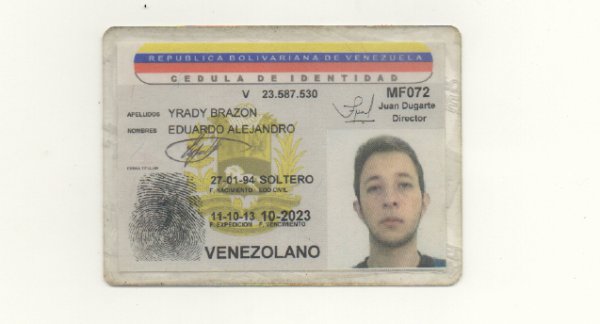 REPUBLICA BOLIVARIANA DE VENEZUELA
CEDULA DE IDENTIDAD
V 23.587.530
MF072
Juan Dugarte
Director
APELLIDOS YRADY BRAZON
NOMBRES EDUARDO ALEJANDRO
FIRMA TITULAR
27-01-94 SOLTERO
F. NACIMIENTO EDO CIVIL
11-10-13 10-2023
F. EXPEDICION F. VENCIMIENTO
VENEZOLANO